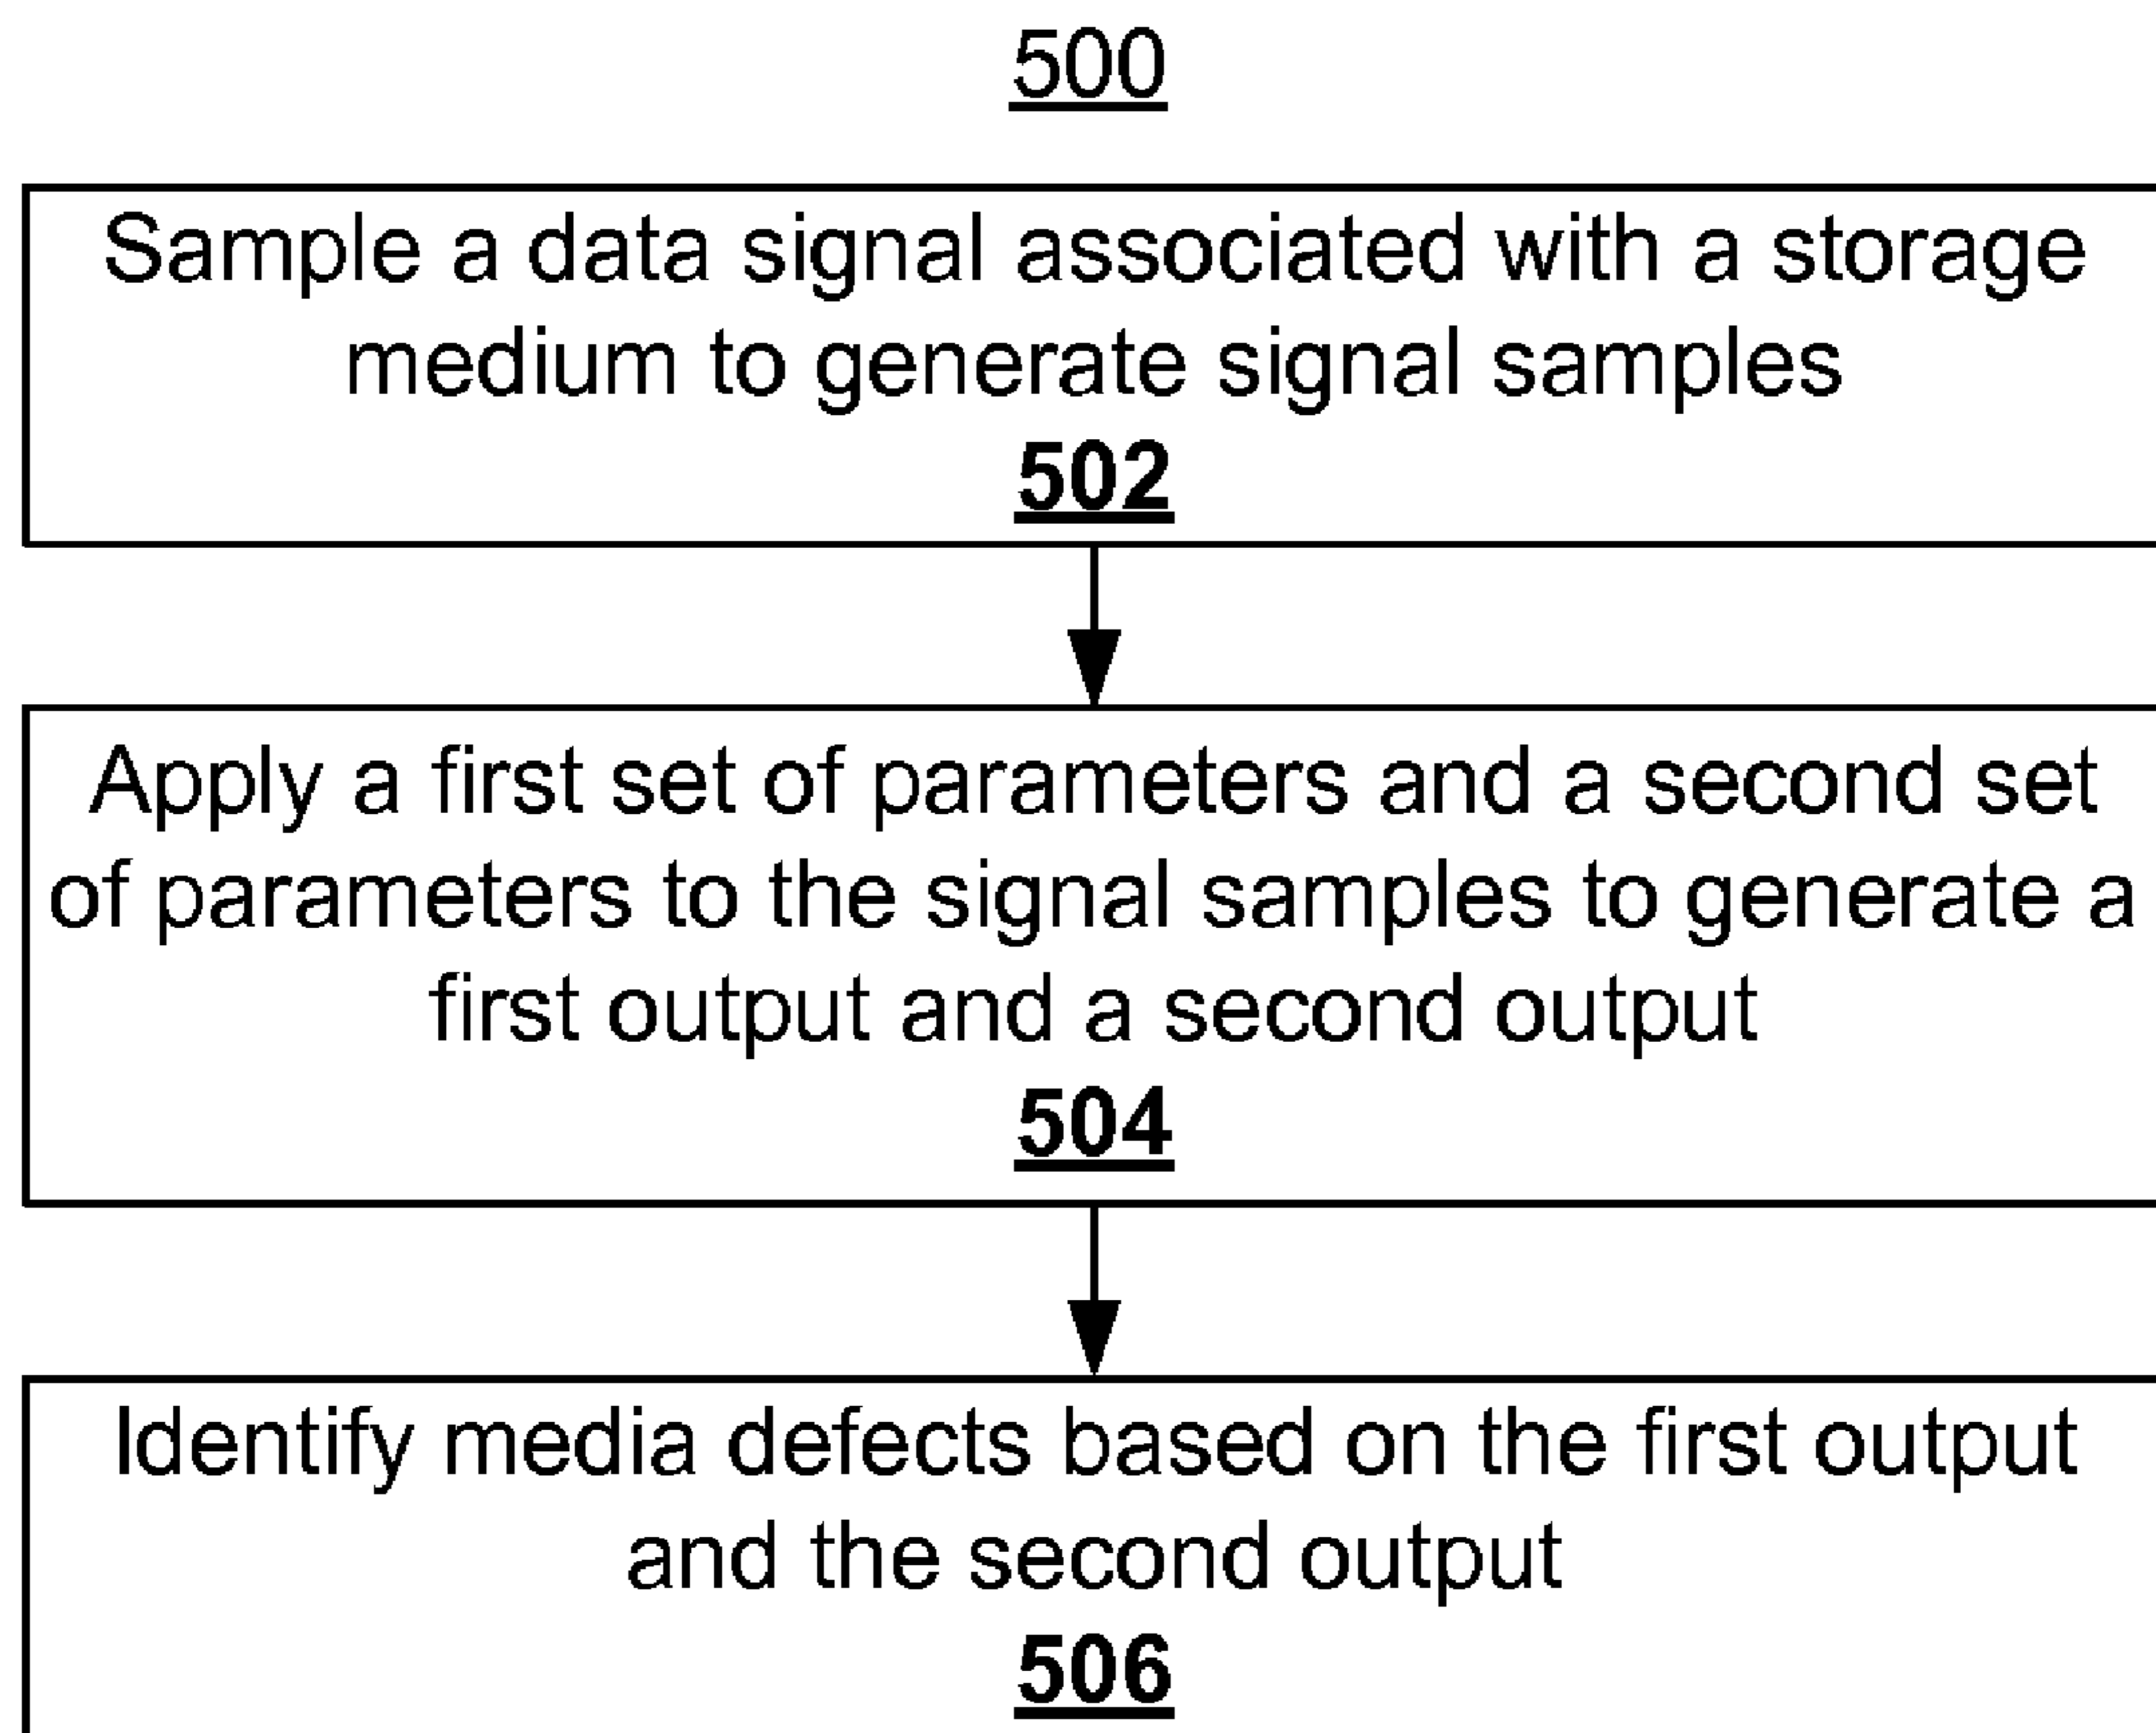 500
Sample a data signal associated with a storage
medium to generate signal samples
502
Apply a first set of parameters and a second set
of parameters to the signal samples to generate a
first output and a second output
504
Identify media defects based on the first output
and the second output
506